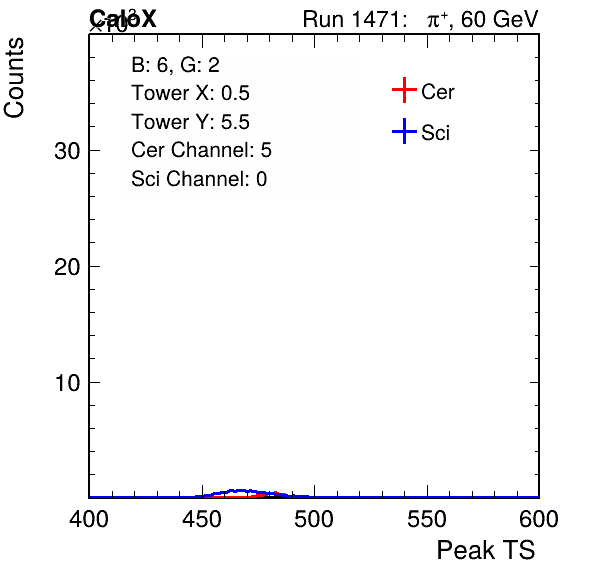 CaloX
×10³
Run 1471: π⁺, 60 GeV
Counts
B: 6, G: 2
Tower X: 0.5
Tower Y: 5.5
Cer Channel: 5
Sci Channel: 0
Cer
Sci
30
20
10
400 450 500 550 600
Peak TS